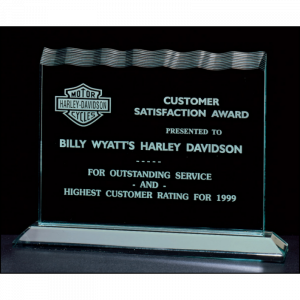 MOTOR
HARLEY-DAVIDSON
CYCLES
CUSTOMER
SATISFACTION AWARD
PRESENTED TO
BILLY WYATT'S HARLEY DAVIDSON
-----
FOR OUTSTANDING SERVICE
- AND -
HIGHEST CUSTOMER RATING FOR 1999